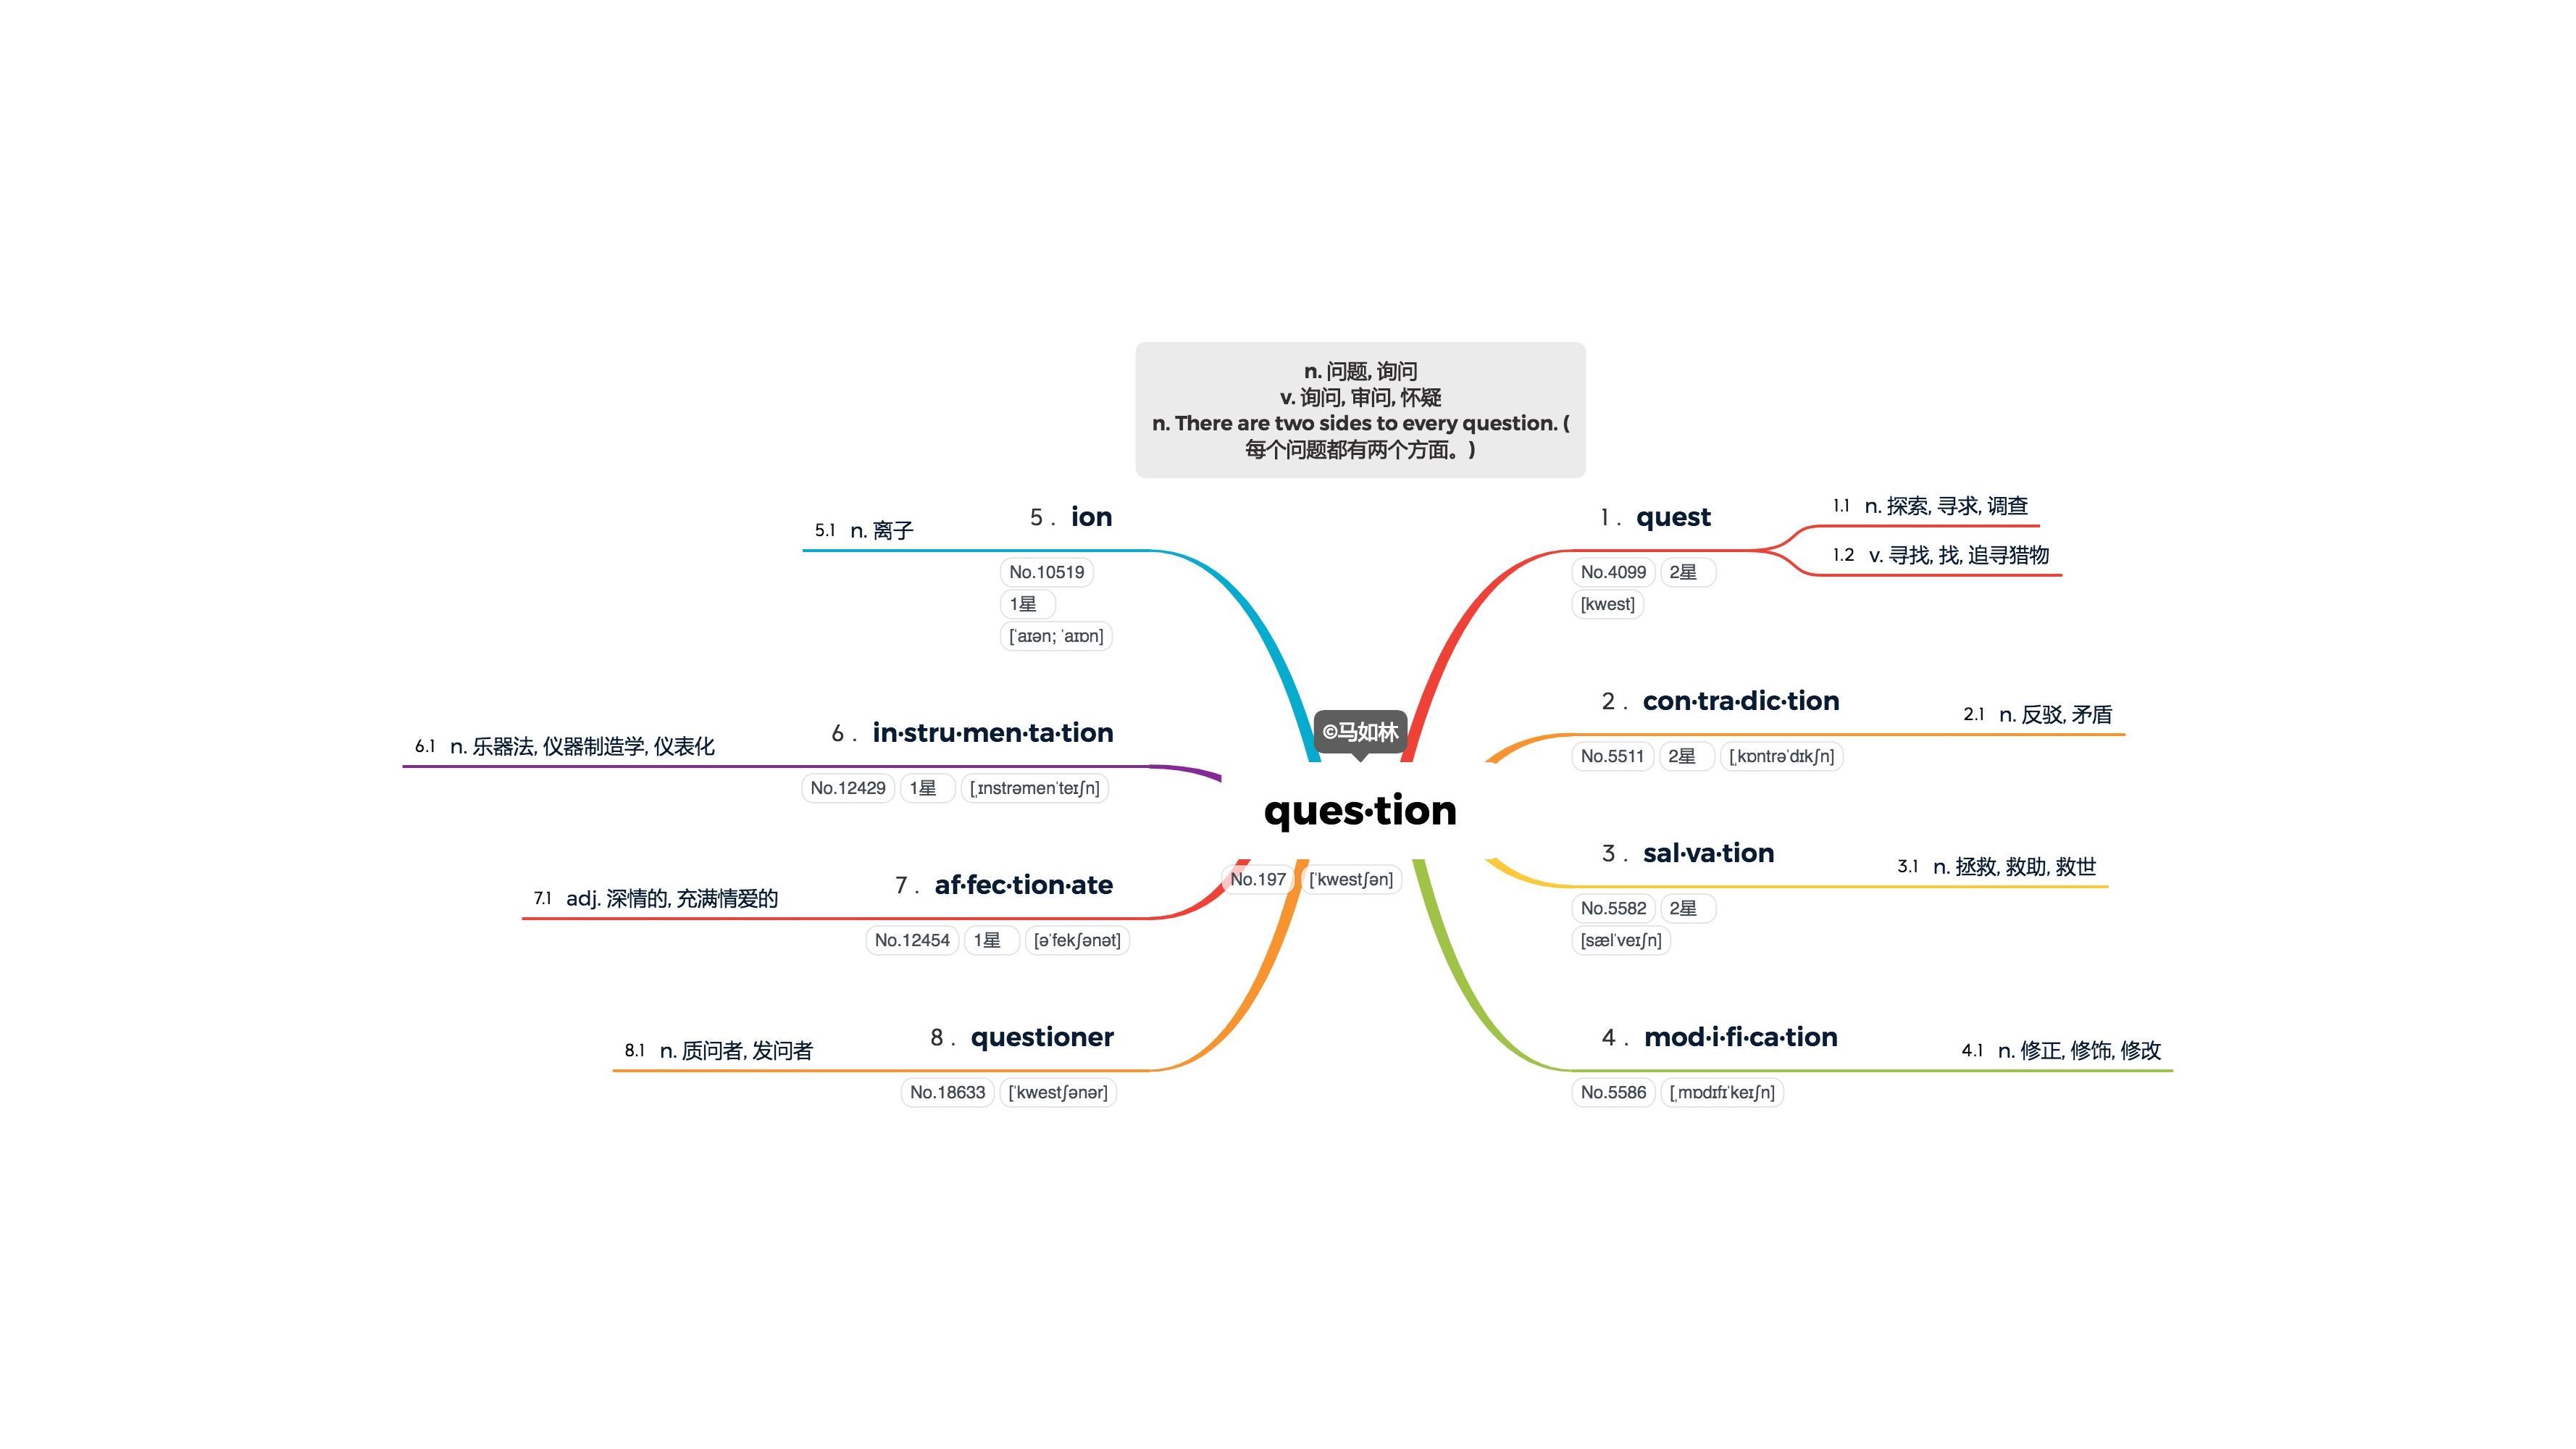 n. 问题, 询问
v. 询问, 审问, 怀疑
n. There are two sides to every question. (
每个问题都有两个方面。)
©马如林
ques·tion
No.197 [ˈkwestʃən]
1 . quest
No.4099 2星
[kwest]
1.1 n. 探索, 寻求, 调查
1.2 v. 寻找, 找, 追寻猎物
2 . con·tra·dic·tion
No.5511 2星 [ˌkɒntrəˈdɪkʃn]
2.1 n. 反驳, 矛盾
3 . sal·va·tion
No.5582 2星
[sælˈveɪʃn]
3.1 n. 拯救, 救助, 救世
4 . mod·i·fi·ca·tion
No.5586 [ˌmɒdɪfɪˈkeɪʃn]
4.1 n. 修正, 修饰, 修改
5 . ion
No.10519
1星
[ˈaɪən; ˈaɪɒn]
5.1 n. 离子
6 . in·stru·men·ta·tion
No.12429 1星 [ˌɪnstrəmenˈteɪʃn]
6.1 n. 乐器法, 仪器制造学, 仪表化
7 . af·fec·tion·ate
No.12454 1星 [əˈfekʃənət]
7.1 adj. 深情的, 充满情爱的
8 . questioner
No.18633 [ˈkwestʃənər]
8.1 n. 质问者, 发问者